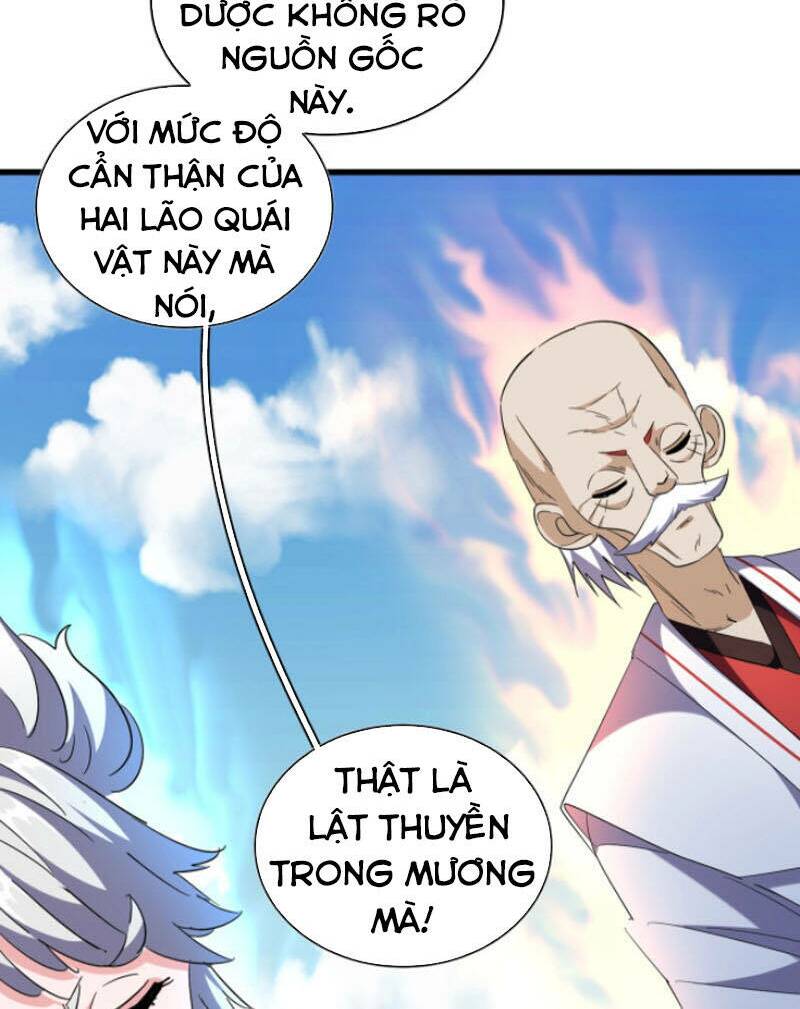 DƯỢC KHÔNG RÕ
NGUỒN GỐC
NÀY.
VỚI MỨC ĐỘ
CẨN THẬN CỦA
HAI LÃO QUÁI
VẬT NÀY MÀ
NÓI,
THẬT LÀ
LẬT THUYỀN
TRONG MƯƠNG
MÀ!